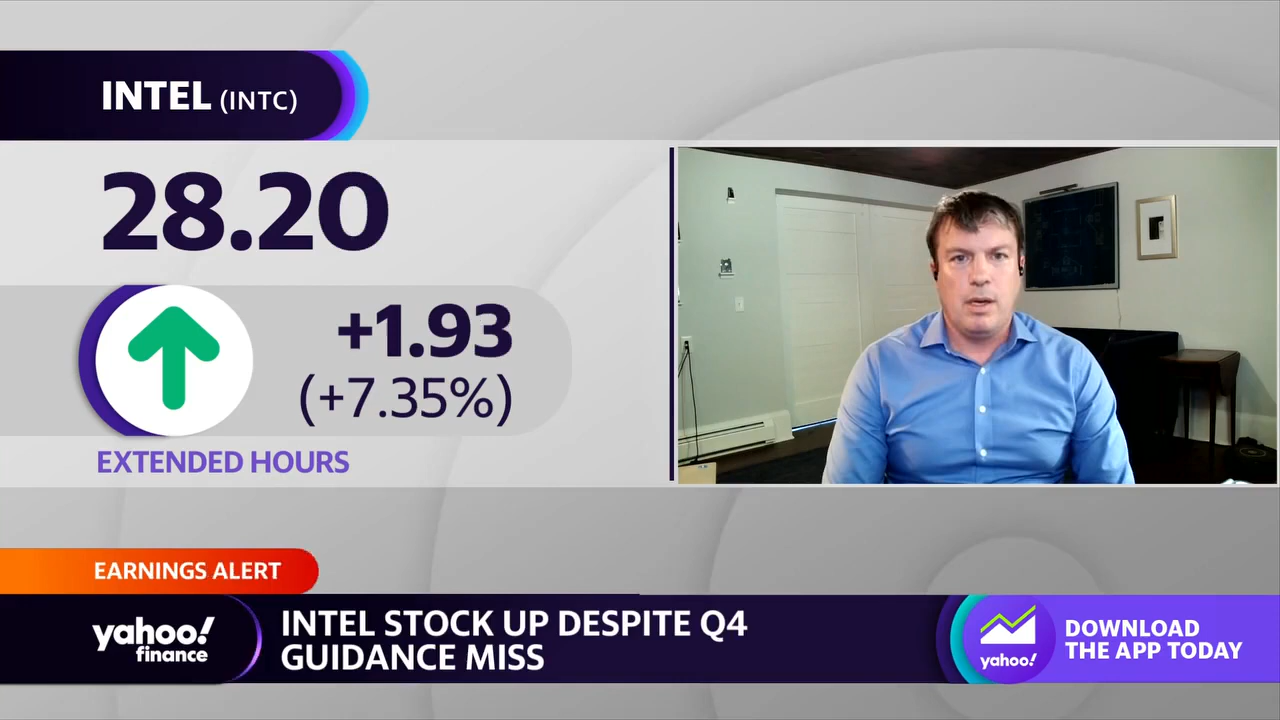 INTEL (INTC)
28.20
+1.93
(+7.35%)
EXTENDED HOURS
EARNINGS ALERT
yahoo!
finance
INTEL STOCK UP DESPITE Q4
GUIDANCE MISS
yahoo!
DOWNLOAD
THE APP TODAY